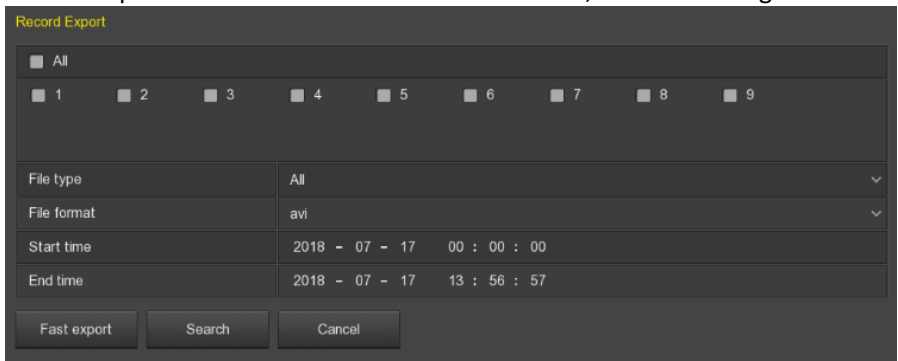 Record Export
All
1 2 3 4 5 6 7 8 9
File type All
File format avi
Start time 2018 - 07 - 17 00 : 00 : 00
End time 2018 - 07 - 17 13 : 56 : 57
Fast export Search Cancel